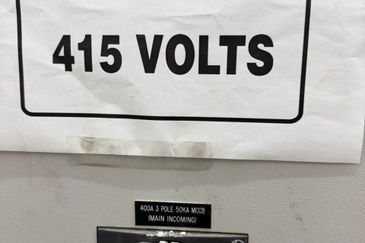 415 VOLTS
400A 3 POLE 50KA MCCB
(MAIN INCOMING)